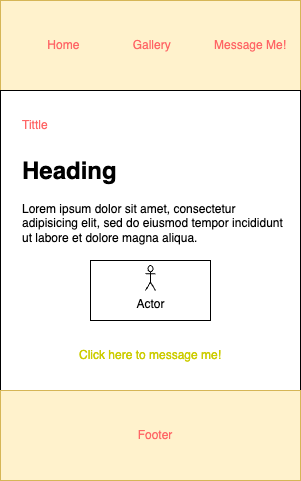 Home Gallery Message Me!
Tittle
Heading
Lorem ipsum dolor sit amet, consectetur
adipisicing elit, sed do eiusmod tempor incididunt
ut labore et dolore magna aliqua.
Actor
Click here to message me!
Footer